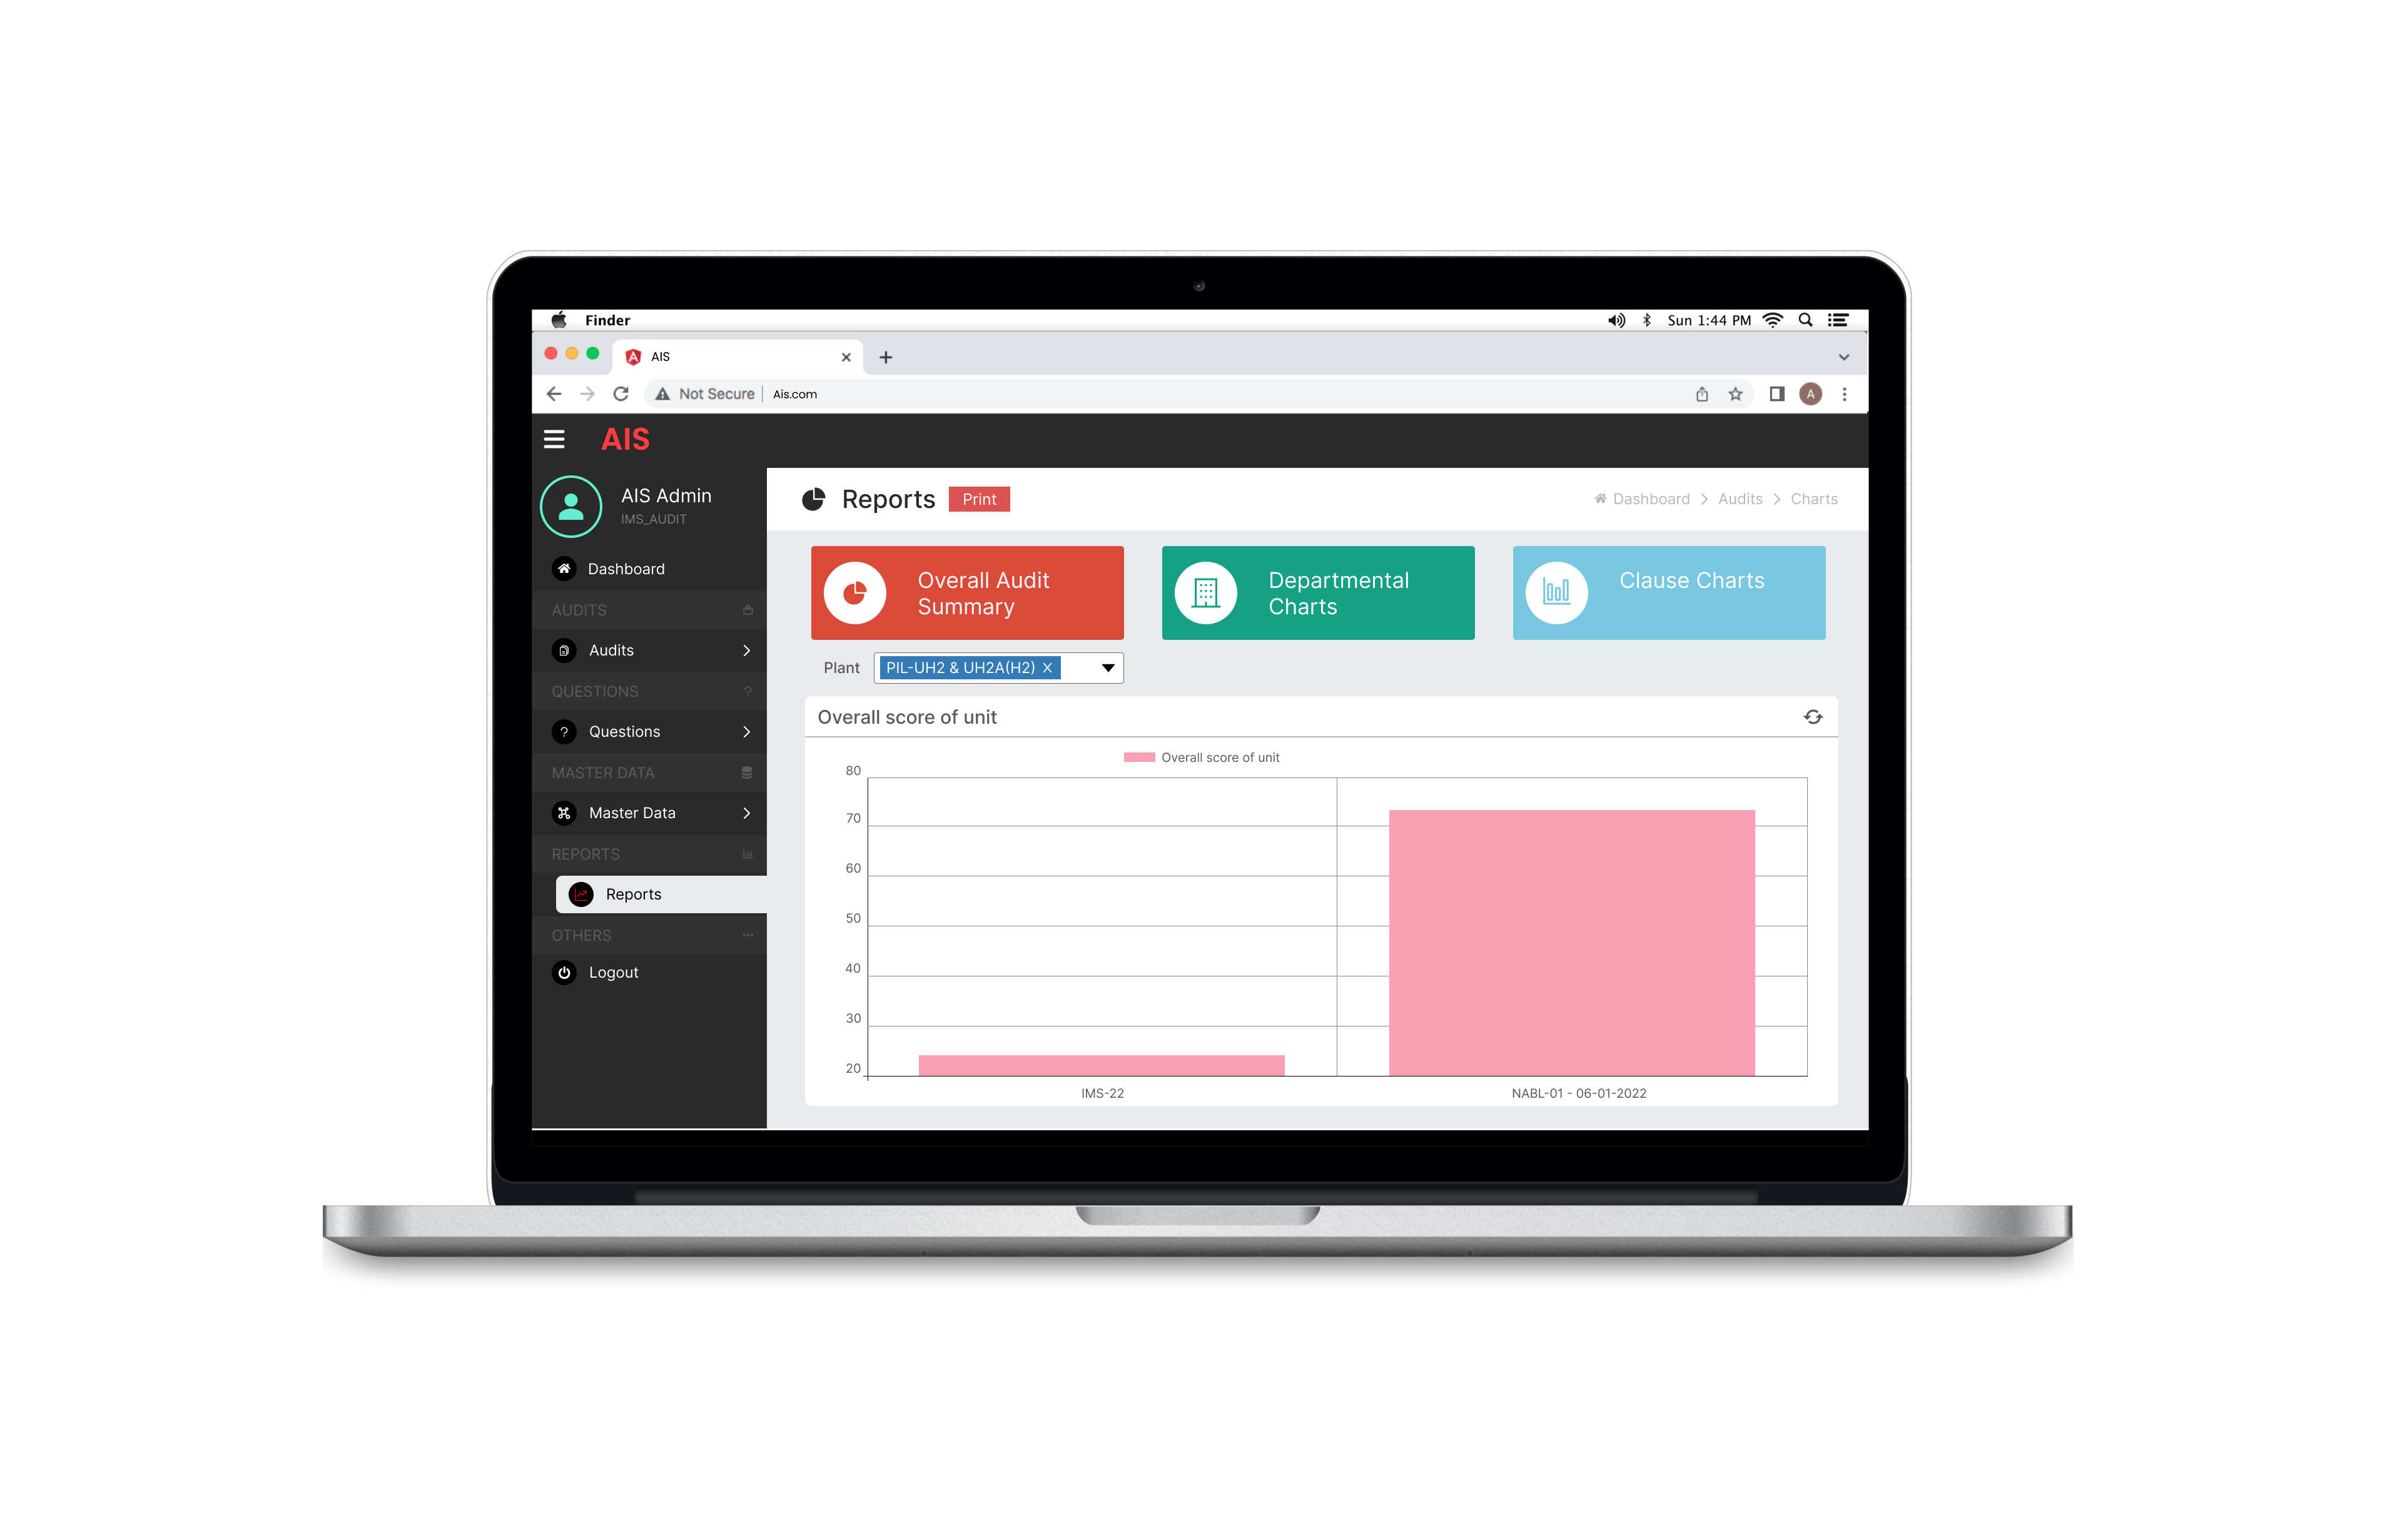 Finder
Sun 1:44 PM
AIS
Not Secure
Ais.com
A
AIS
AIS Admin
IMS_AUDIT
Dashboard
AUDITS
Audits
QUESTIONS
?
?
Questions
MASTER DATA
Master Data
REPORTS
Reports
OTHERS
Logout
Reports
Print
Dashboard > Audits > Charts
Overall Audit
Summary
Departmental
Charts
Clause Charts
Plant
PIL-UH2 & UH2A(H2) ×
Overall score of unit
Overall score of unit
80
70
60
50
40
30
20
IMS-22
NABL-01 - 06-01-2022